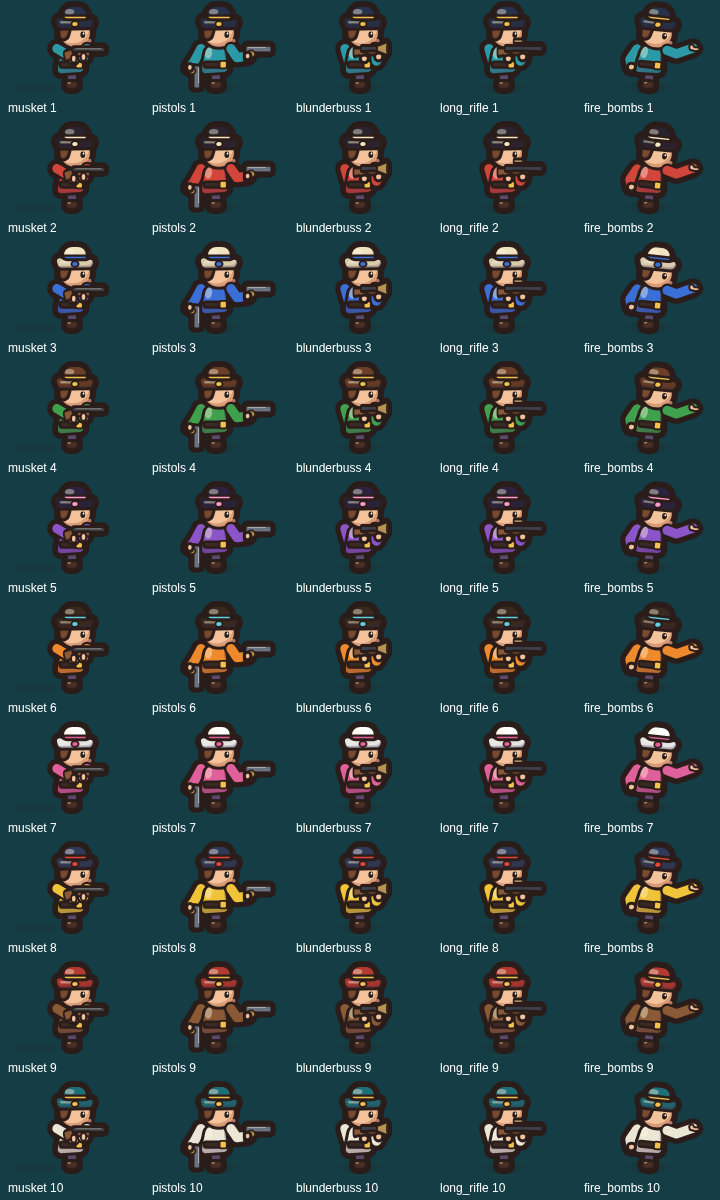 musket 1 pistols 1 blunderbuss 1 long_rifle 1 fire_bombs 1
musket 2 pistols 2 blunderbuss 2 long_rifle 2 fire_bombs 2
musket 3 pistols 3 blunderbuss 3 long_rifle 3 fire_bombs 3
musket 4 pistols 4 blunderbuss 4 long_rifle 4 fire_bombs 4
musket 5 pistols 5 blunderbuss 5 long_rifle 5 fire_bombs 5
musket 6 pistols 6 blunderbuss 6 long_rifle 6 fire_bombs 6
musket 7 pistols 7 blunderbuss 7 long_rifle 7 fire_bombs 7
musket 8 pistols 8 blunderbuss 8 long_rifle 8 fire_bombs 8
musket 9 pistols 9 blunderbuss 9 long_rifle 9 fire_bombs 9
musket 10 pistols 10 blunderbuss 10 long_rifle 10 fire_bombs 10